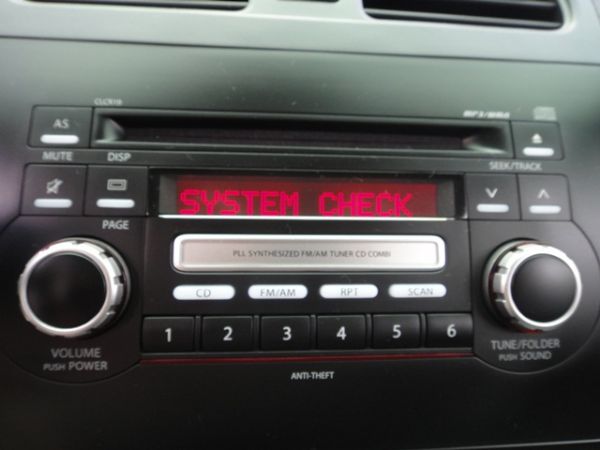 CLCR10
MP3/WMA
AS
MUTE
DISP
SEEK/TRACK
SYSTEM CHECK
PAGE
PLL SYNTHESIZED FM/AM TUNER CD COMBI
CD FM/AM RPT SCAN
1 2 3 4 5 6
VOLUME
PUSH POWER
TUNE/FOLDER
PUSH SOUND
ANTI-THEFT